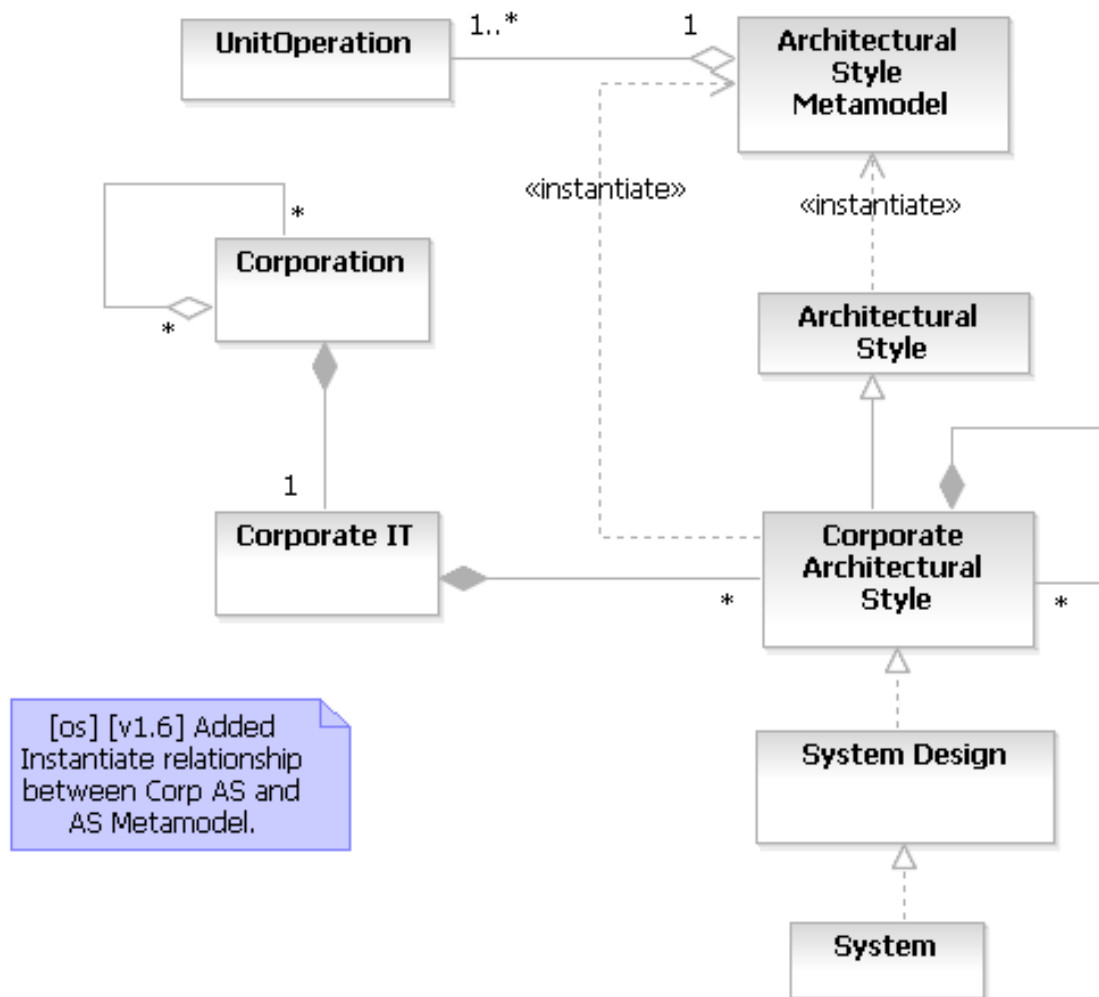 UnitOperation
1..*
1
Architectural
Style
Metamodel
«instantiate»
«instantiate»
*
Corporation
*
Architectural
Style
1
Corporate IT
*
Corporate
Architectural
Style
*
[os] [v1.6] Added
Instantiate relationship
between Corp AS and
AS Metamodel.
System Design
System